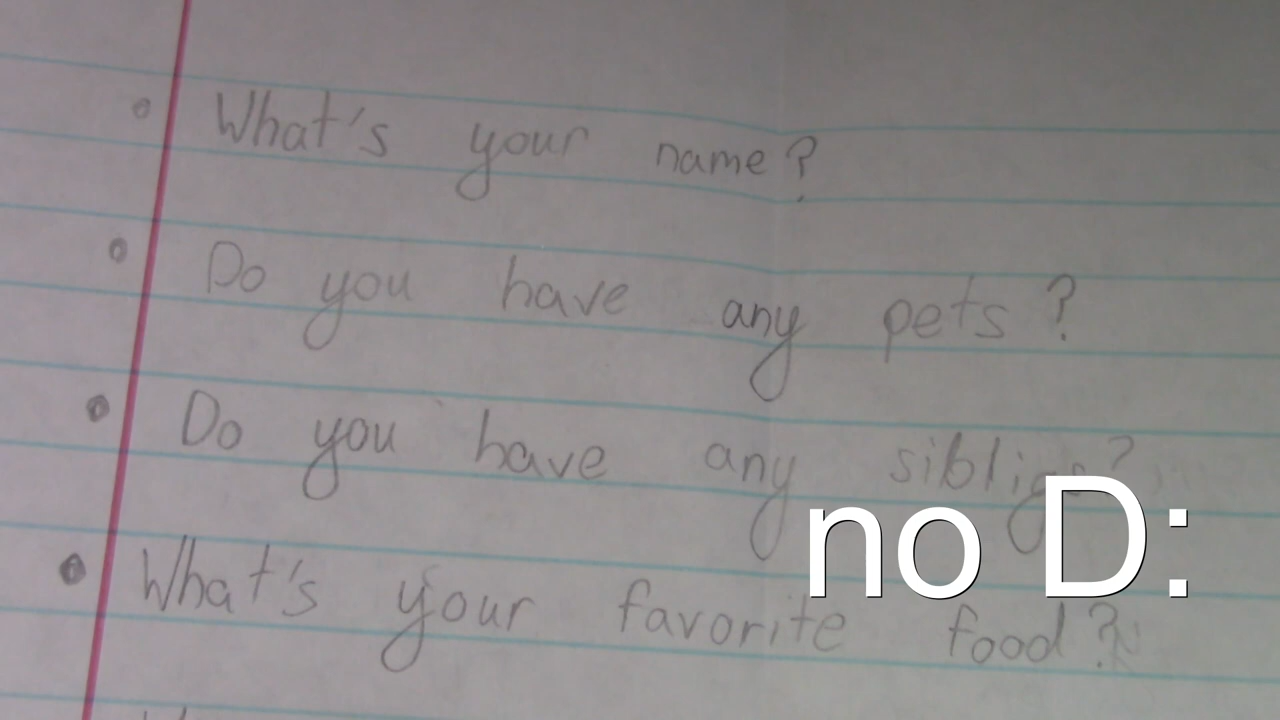 • What's your name?
• Do you have any pets?
• Do you have any
no D:
• What's your favorite food?